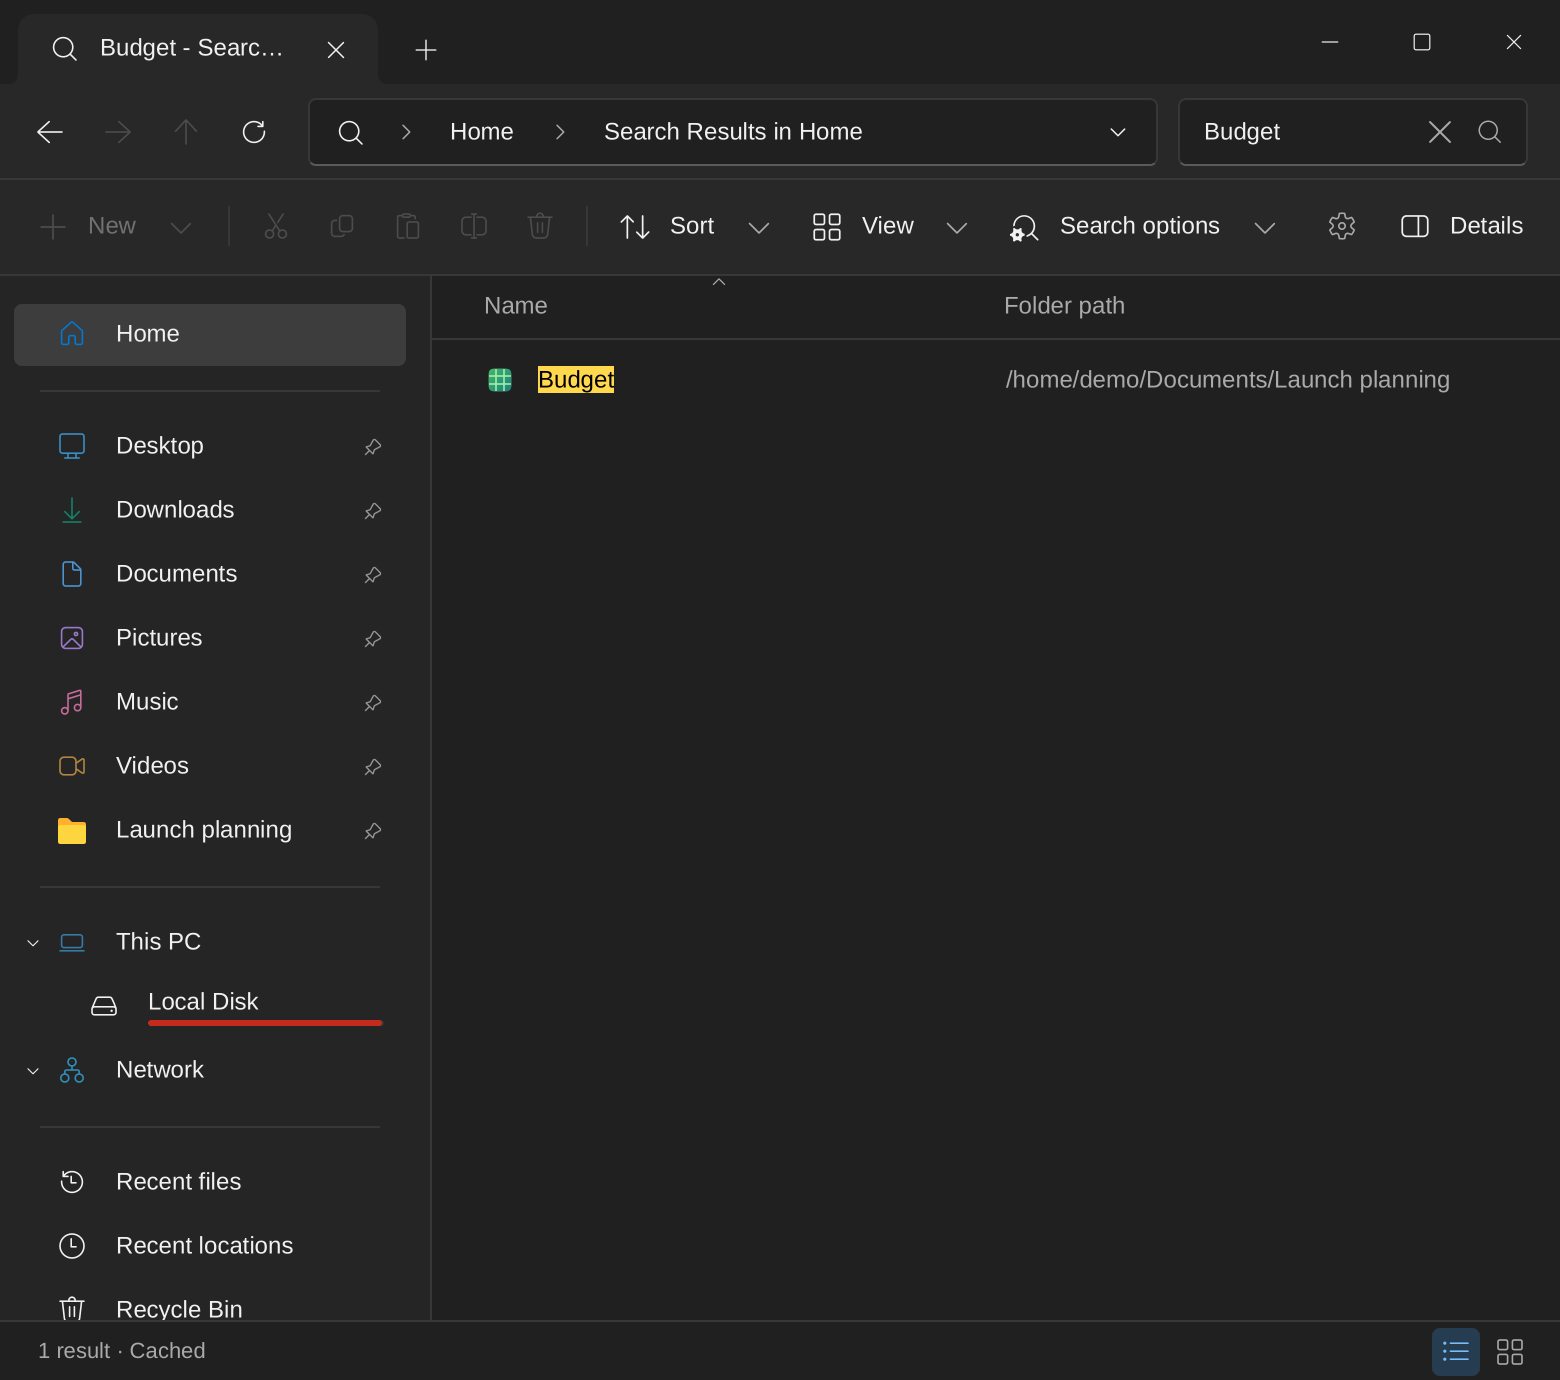 Budget - Searc…
Home
Search Results in Home
Budget
New
Sort
View
Search options
Details
Home
Desktop
Downloads
Documents
Pictures
Music
Videos
Launch planning
This PC
Local Disk
Network
Recent files
Recent locations
Recycle Bin
Name
Folder path
Budget
/home/demo/Documents/Launch planning
1 result · Cached